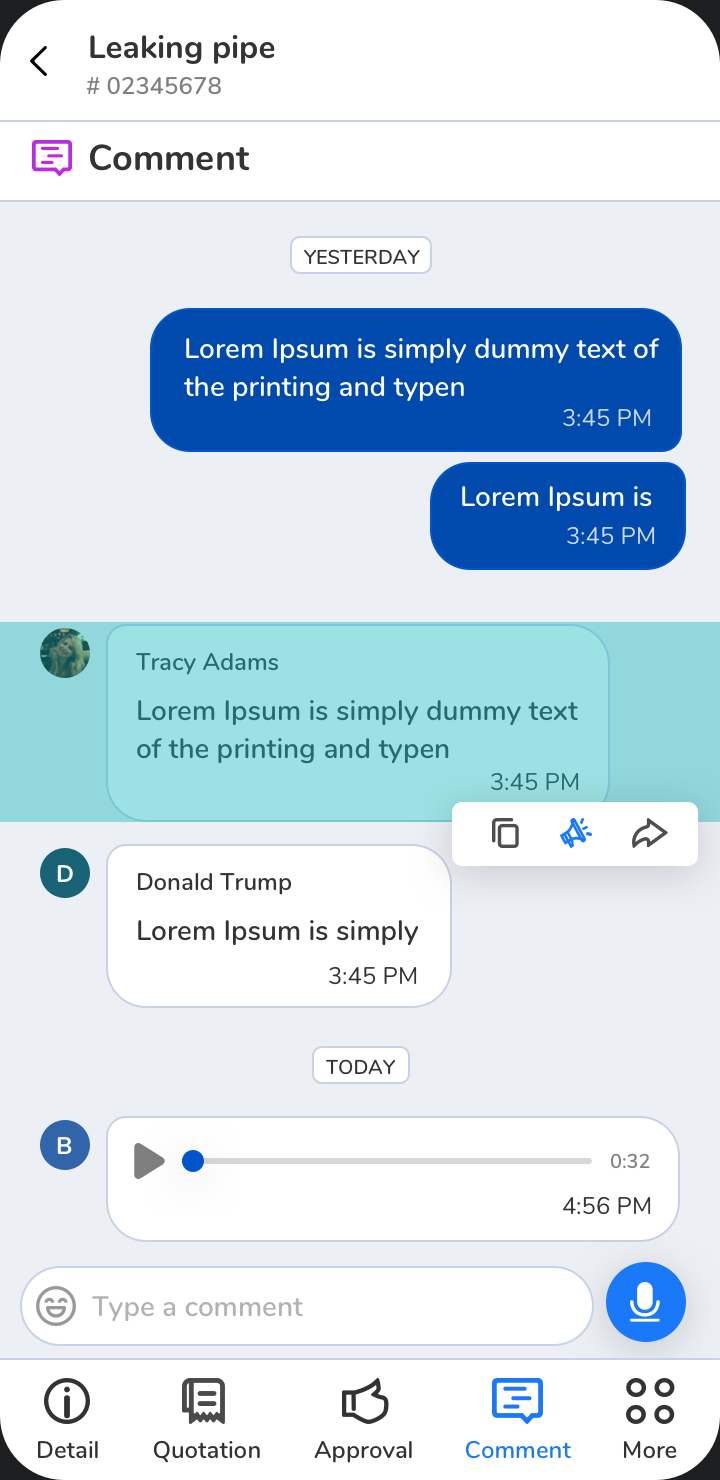 Leaking pipe
# 02345678
Comment
YESTERDAY
Lorem Ipsum is simply dummy text of
the printing and typen
3:45 PM
Lorem Ipsum is
3:45 PM
Tracy Adams
Lorem Ipsum is simply dummy text
of the printing and typen
3:45 PM
D
Donald Trump
Lorem Ipsum is simply
3:45 PM
TODAY
B
0:32
4:56 PM
Type a comment
Detail
Quotation
Approval
Comment
More